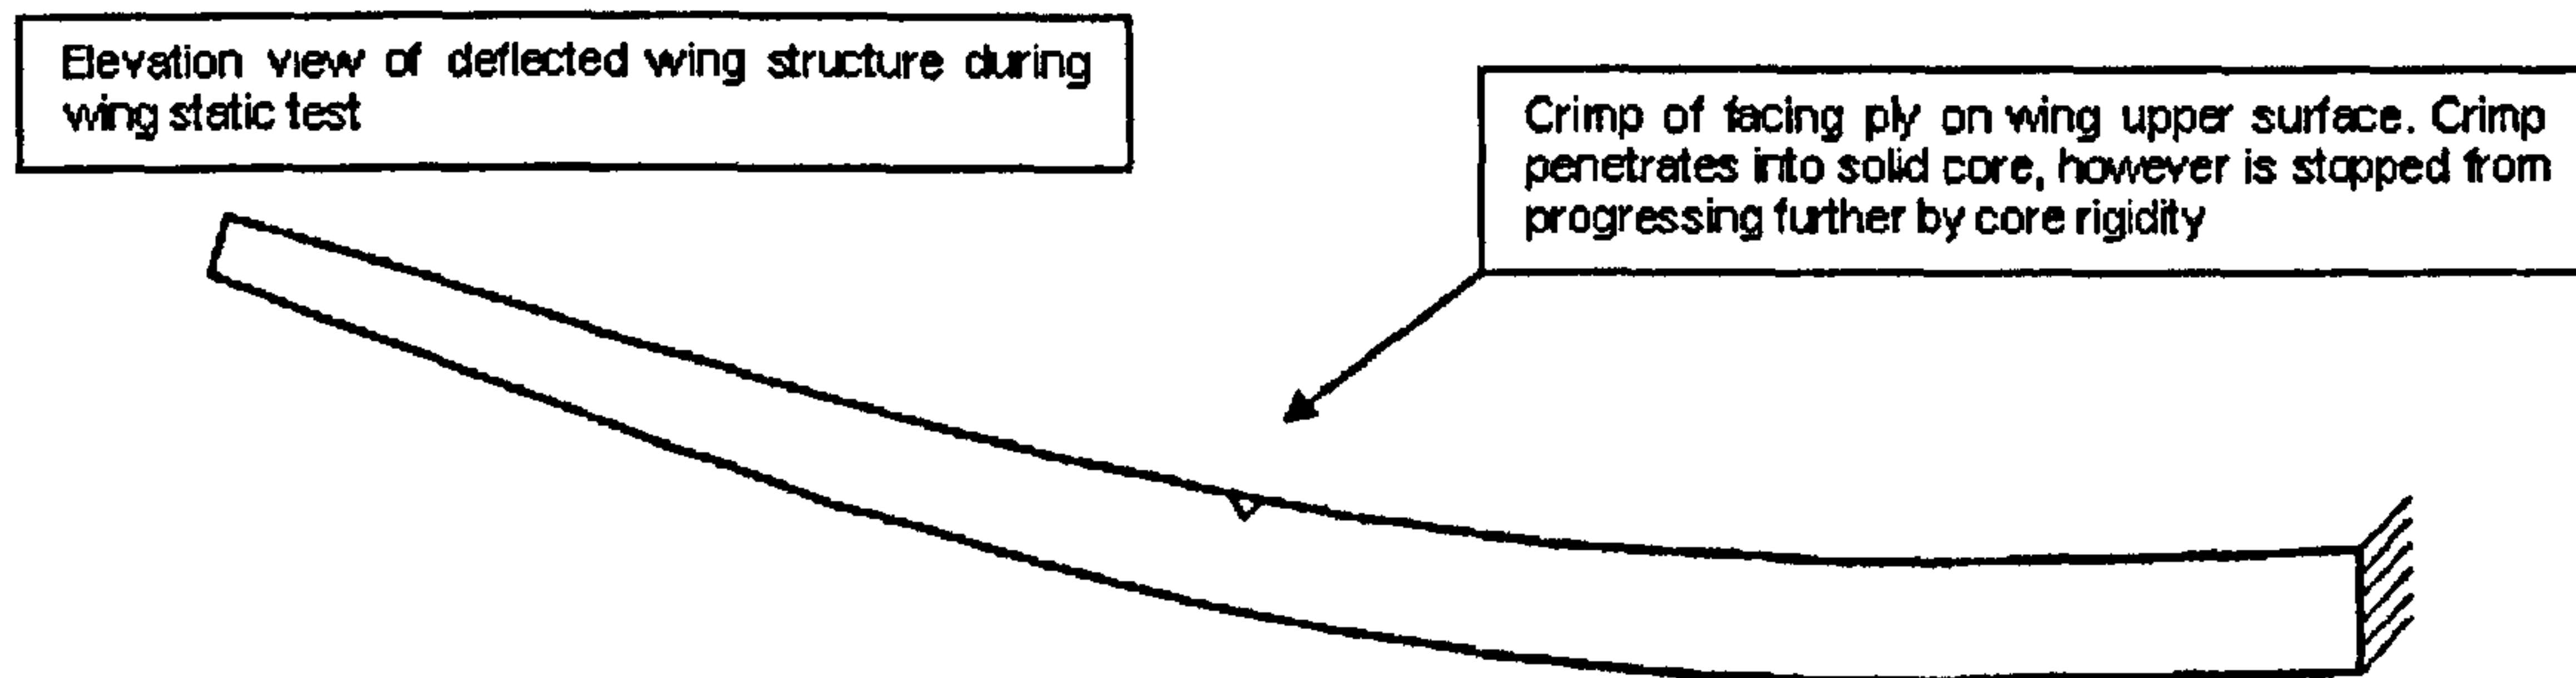 Elevation view of deflected wing structure during
wing static test
Crimp of facing ply on wing upper surface. Crimp
penetrates into solid core, however is stopped from
progressing further by core rigidity